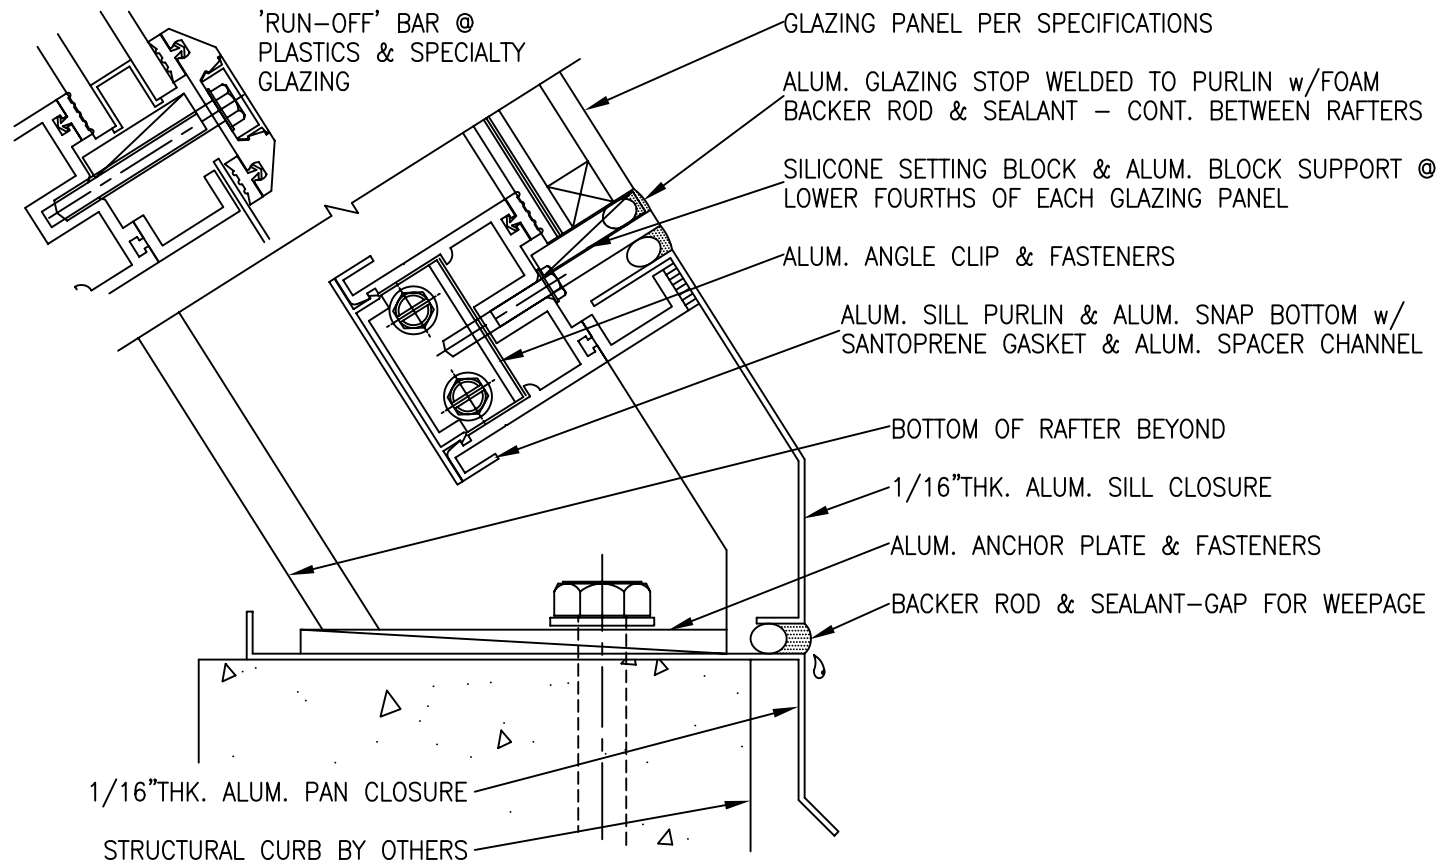 'RUN-OFF' BAR @
PLASTICS & SPECIALTY
GLAZING
GLAZING PANEL PER SPECIFICATIONS
ALUM. GLAZING STOP WELDED TO PURLIN w/FOAM
BACKER ROD & SEALANT - CONT. BETWEEN RAFTERS
SILICONE SETTING BLOCK & ALUM. BLOCK SUPPORT @
LOWER FOURTHS OF EACH GLAZING PANEL
ALUM. ANGLE CLIP & FASTENERS
ALUM. SILL PURLIN & ALUM. SNAP BOTTOM w/
SANTOPRENE GASKET & ALUM. SPACER CHANNEL
BOTTOM OF RAFTER BEYOND
1/16"THK. ALUM. SILL CLOSURE
ALUM. ANCHOR PLATE & FASTENERS
BACKER ROD & SEALANT-GAP FOR WEEPAGE
1/16"THK. ALUM. PAN CLOSURE
STRUCTURAL CURB BY OTHERS